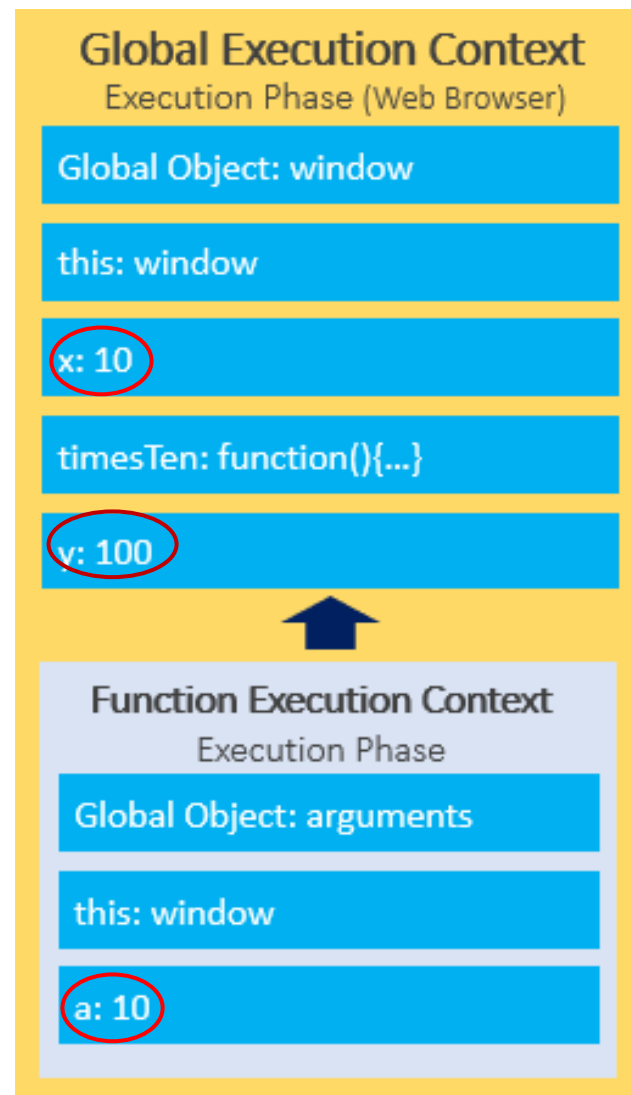 Global Execution Context
Execution Phase (Web Browser)
Global Object: window
this: window
x: 10
timesTen: function(){...}
y: 100
Function Execution Context
Execution Phase
Global Object: arguments
this: window
a: 10